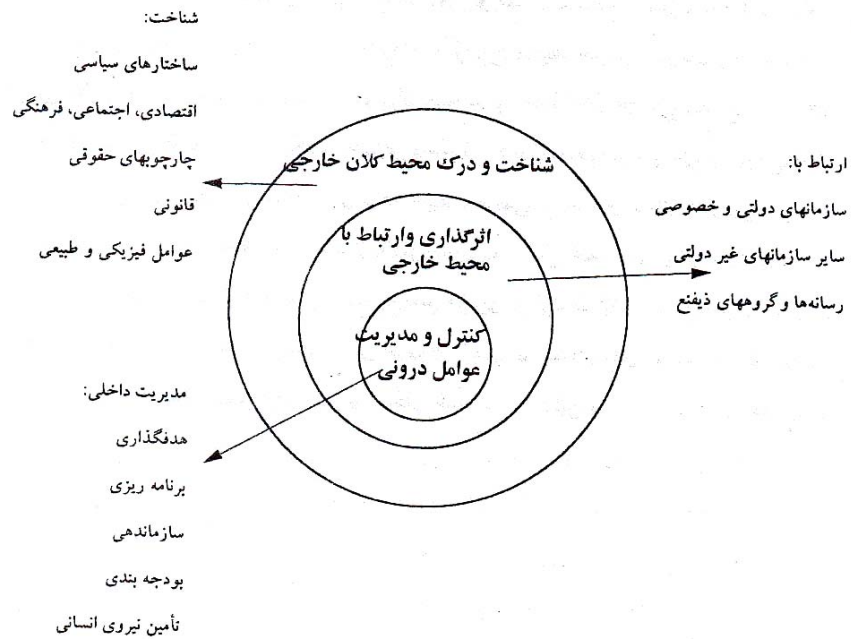 شناخت:
ساختارهای سیاسی
اقتصادی، اجتماعی، فرهنگی
چارچوبهای حقوقی
قانونی
عوامل فیزیکی و طبیعی
ارتباط با:
سازمانهای دولتی و خصوصی
سایر سازمانهای غیر دولتی
رسانه‌ها و گروههای ذیفنع
شناخت و درک محیط کلان خارجی
اثرگذاری وارتباط با
محیط خارجی
کنترل و مدیریت
عوامل درونی
مدیریت داخلی:
هدفگذاری
برنامه ریزی
سازماندهی
بودجه بندی
تأمین نیروی انسانی